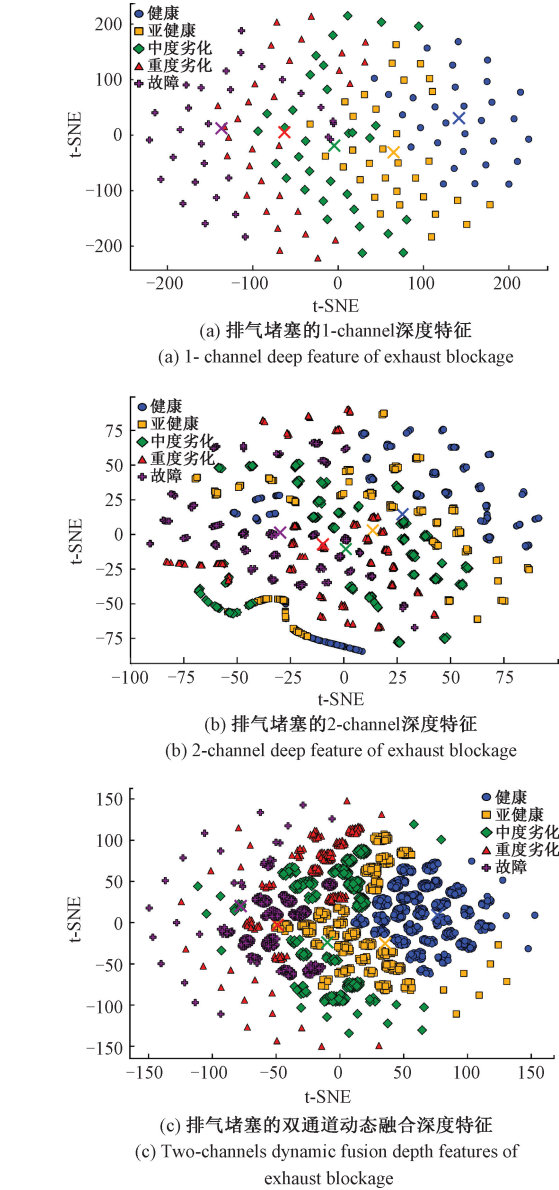 200
100
0
−100
−200
t-SNE
健康
亚健康
中度劣化
重度劣化
故障
−200
−100
0
100
200
t-SNE
(a) 排气堵塞的1-channel深度特征
(a) 1- channel deep feature of exhaust blockage
75
50
25
0
−25
−50
−75
t-SNE
健康
亚健康
中度劣化
重度劣化
故障
−100
−75
−50
−25
0
25
50
75
t-SNE
(b) 排气堵塞的2-channel深度特征
(b) 2-channel deep feature of exhaust blockage
150
100
50
0
−50
−100
−150
t-SNE
健康
亚健康
中度劣化
重度劣化
故障
−150
−100
−50
0
50
100
150
t-SNE
(c) 排气堵塞的双通道动态融合深度特征
(c) Two-channels dynamic fusion depth features of
exhaust blockage